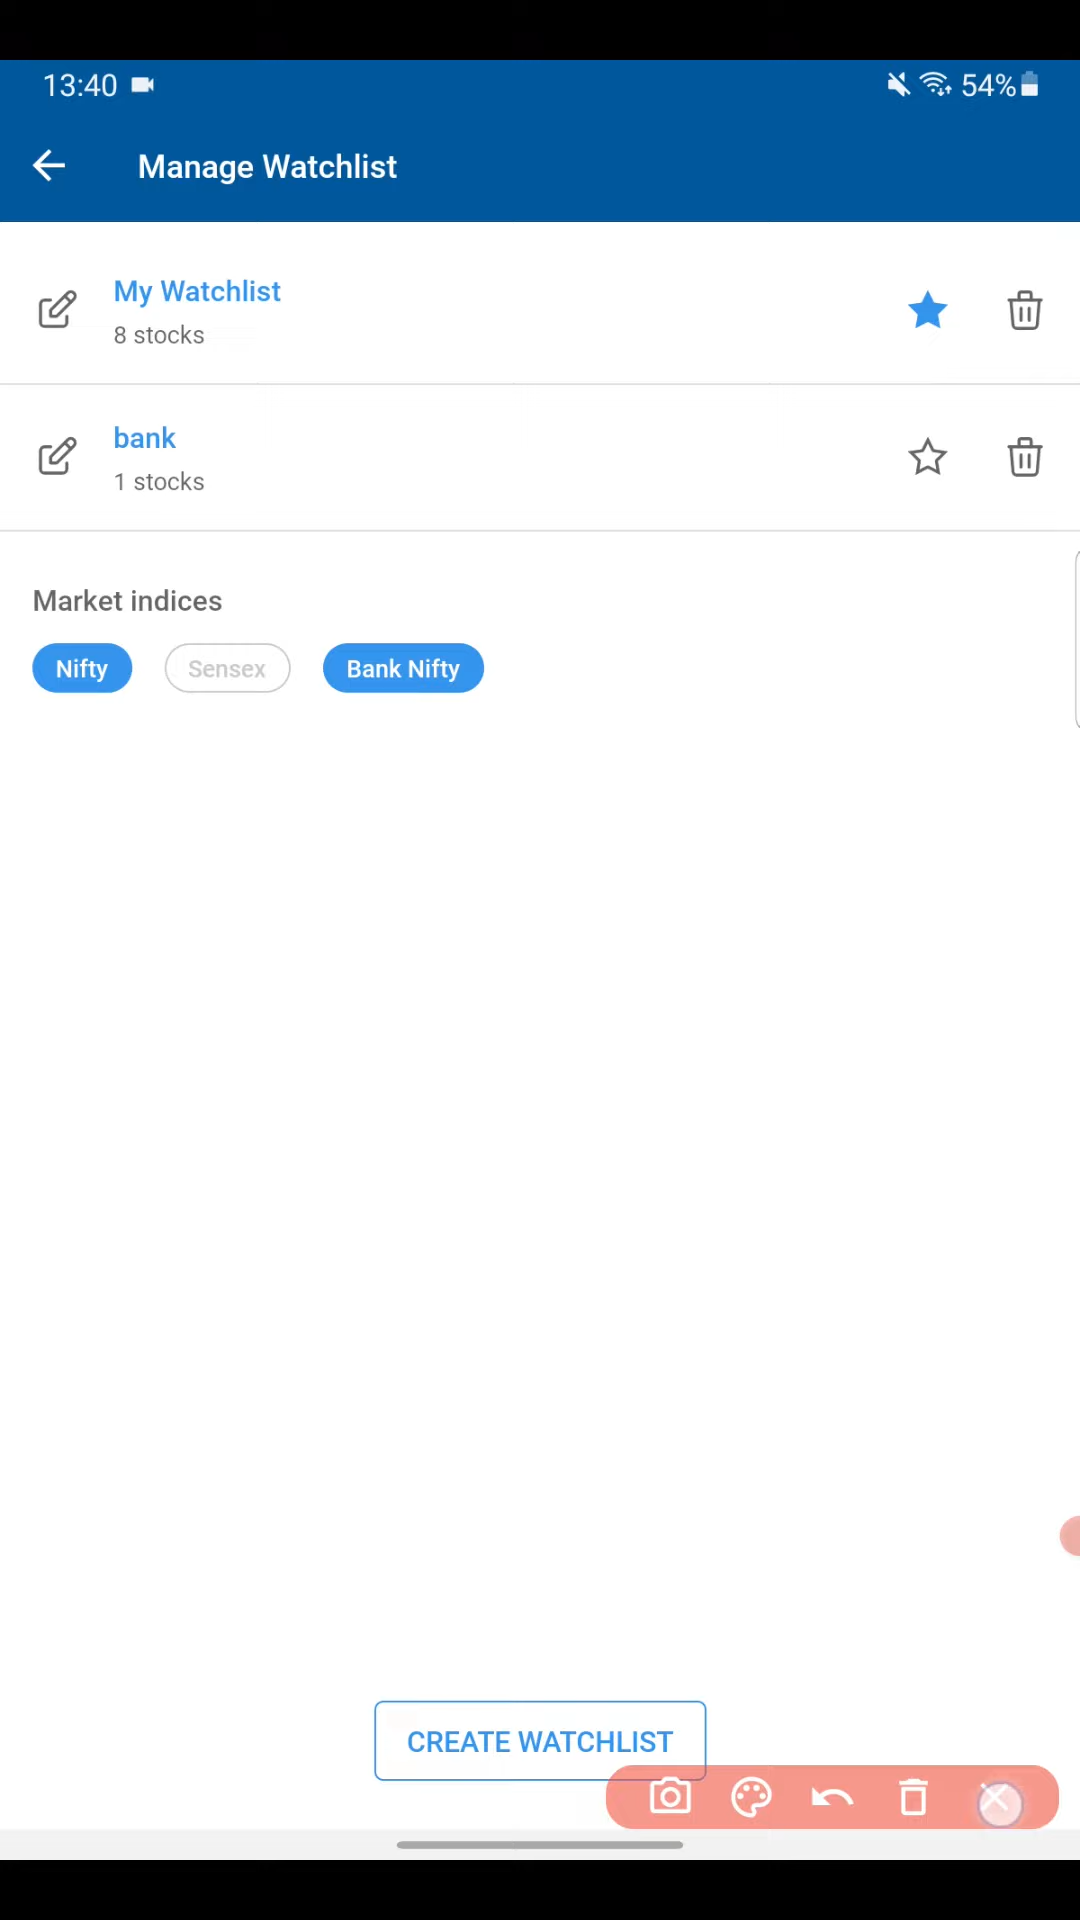 13:40
54%
Manage Watchlist
My Watchlist
8 stocks
bank
1 stocks
Market indices
Nifty
Sensex
Bank Nifty
CREATE WATCHLIST